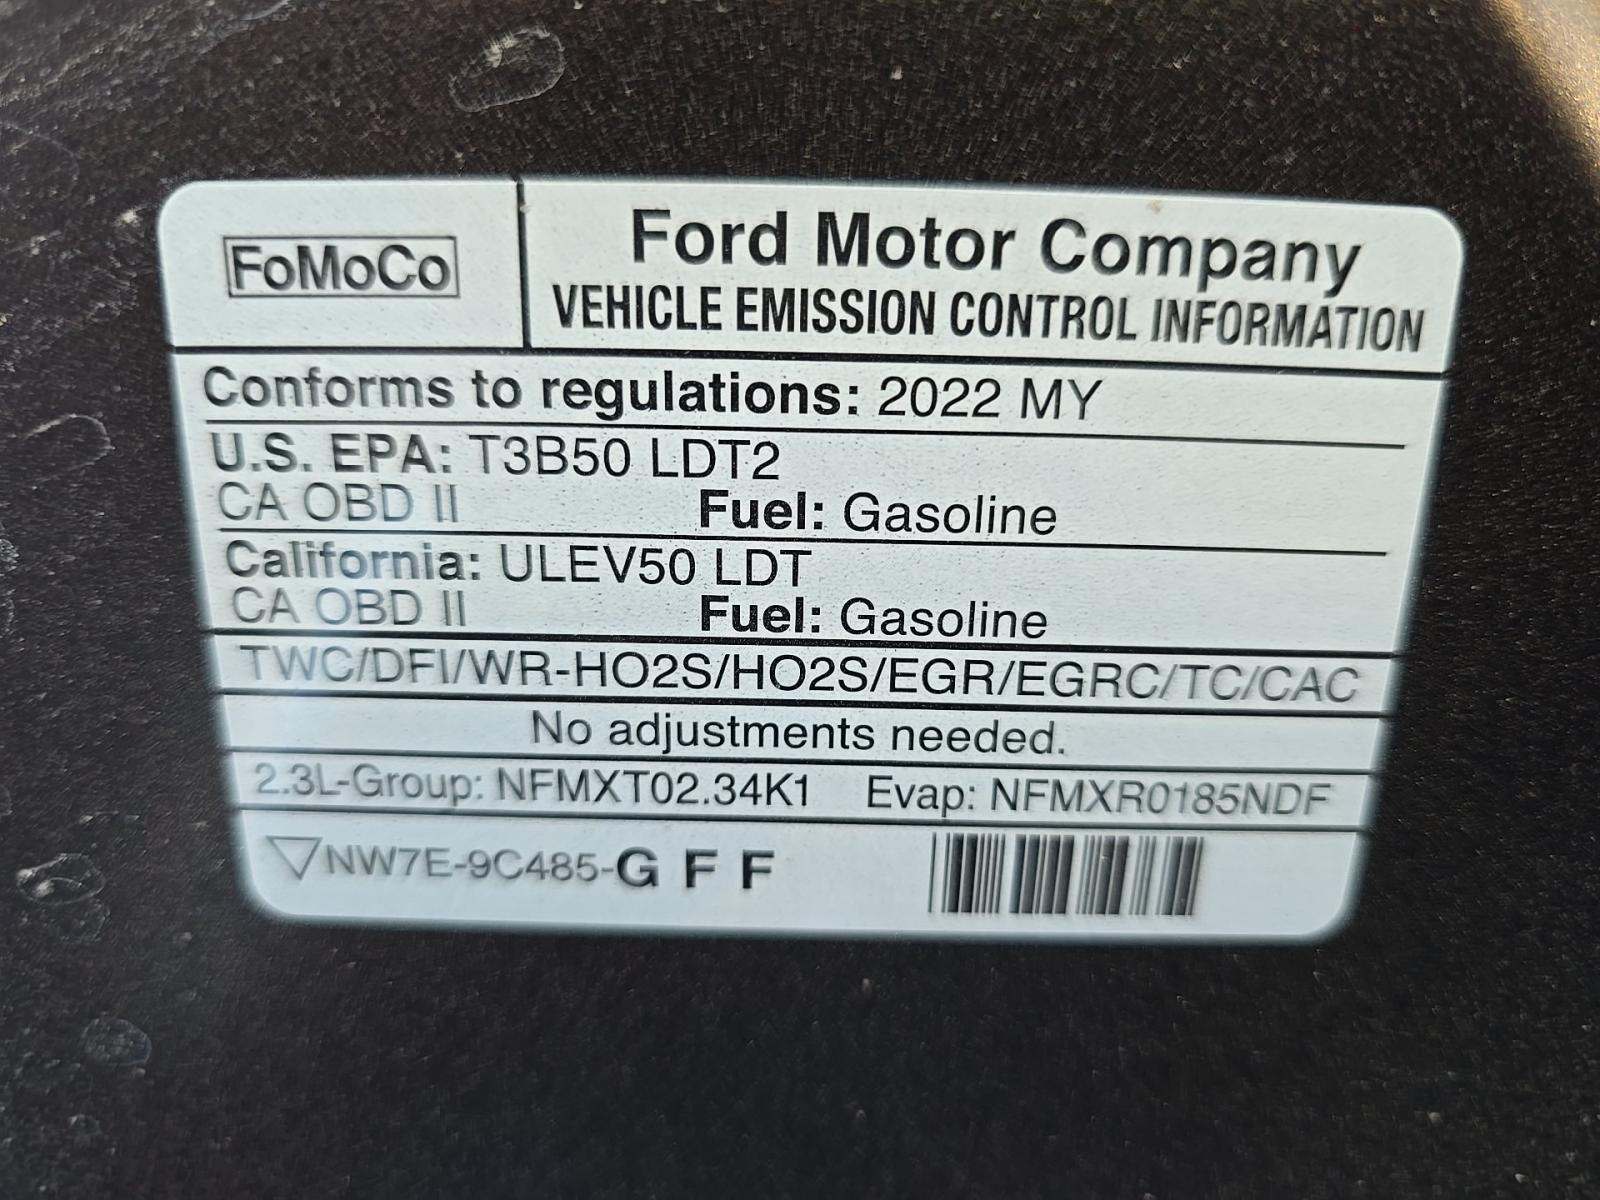 FoMoCo
Ford Motor Company
VEHICLE EMISSION CONTROL INFORMATION
Conforms to regulations: 2022 MY
U.S. EPA: T3B50 LDT2
CA OBD II Fuel: Gasoline
California: ULEV50 LDT
CA OBD II Fuel: Gasoline
TWC/DFI/WR-HO2S/HO2S/EGR/EGRC/TC/CAC
No adjustments needed.
2.3L-Group: NFMXT02.34K1 Evap: NFMXR0185NDF
NW7E-9C485-G F F